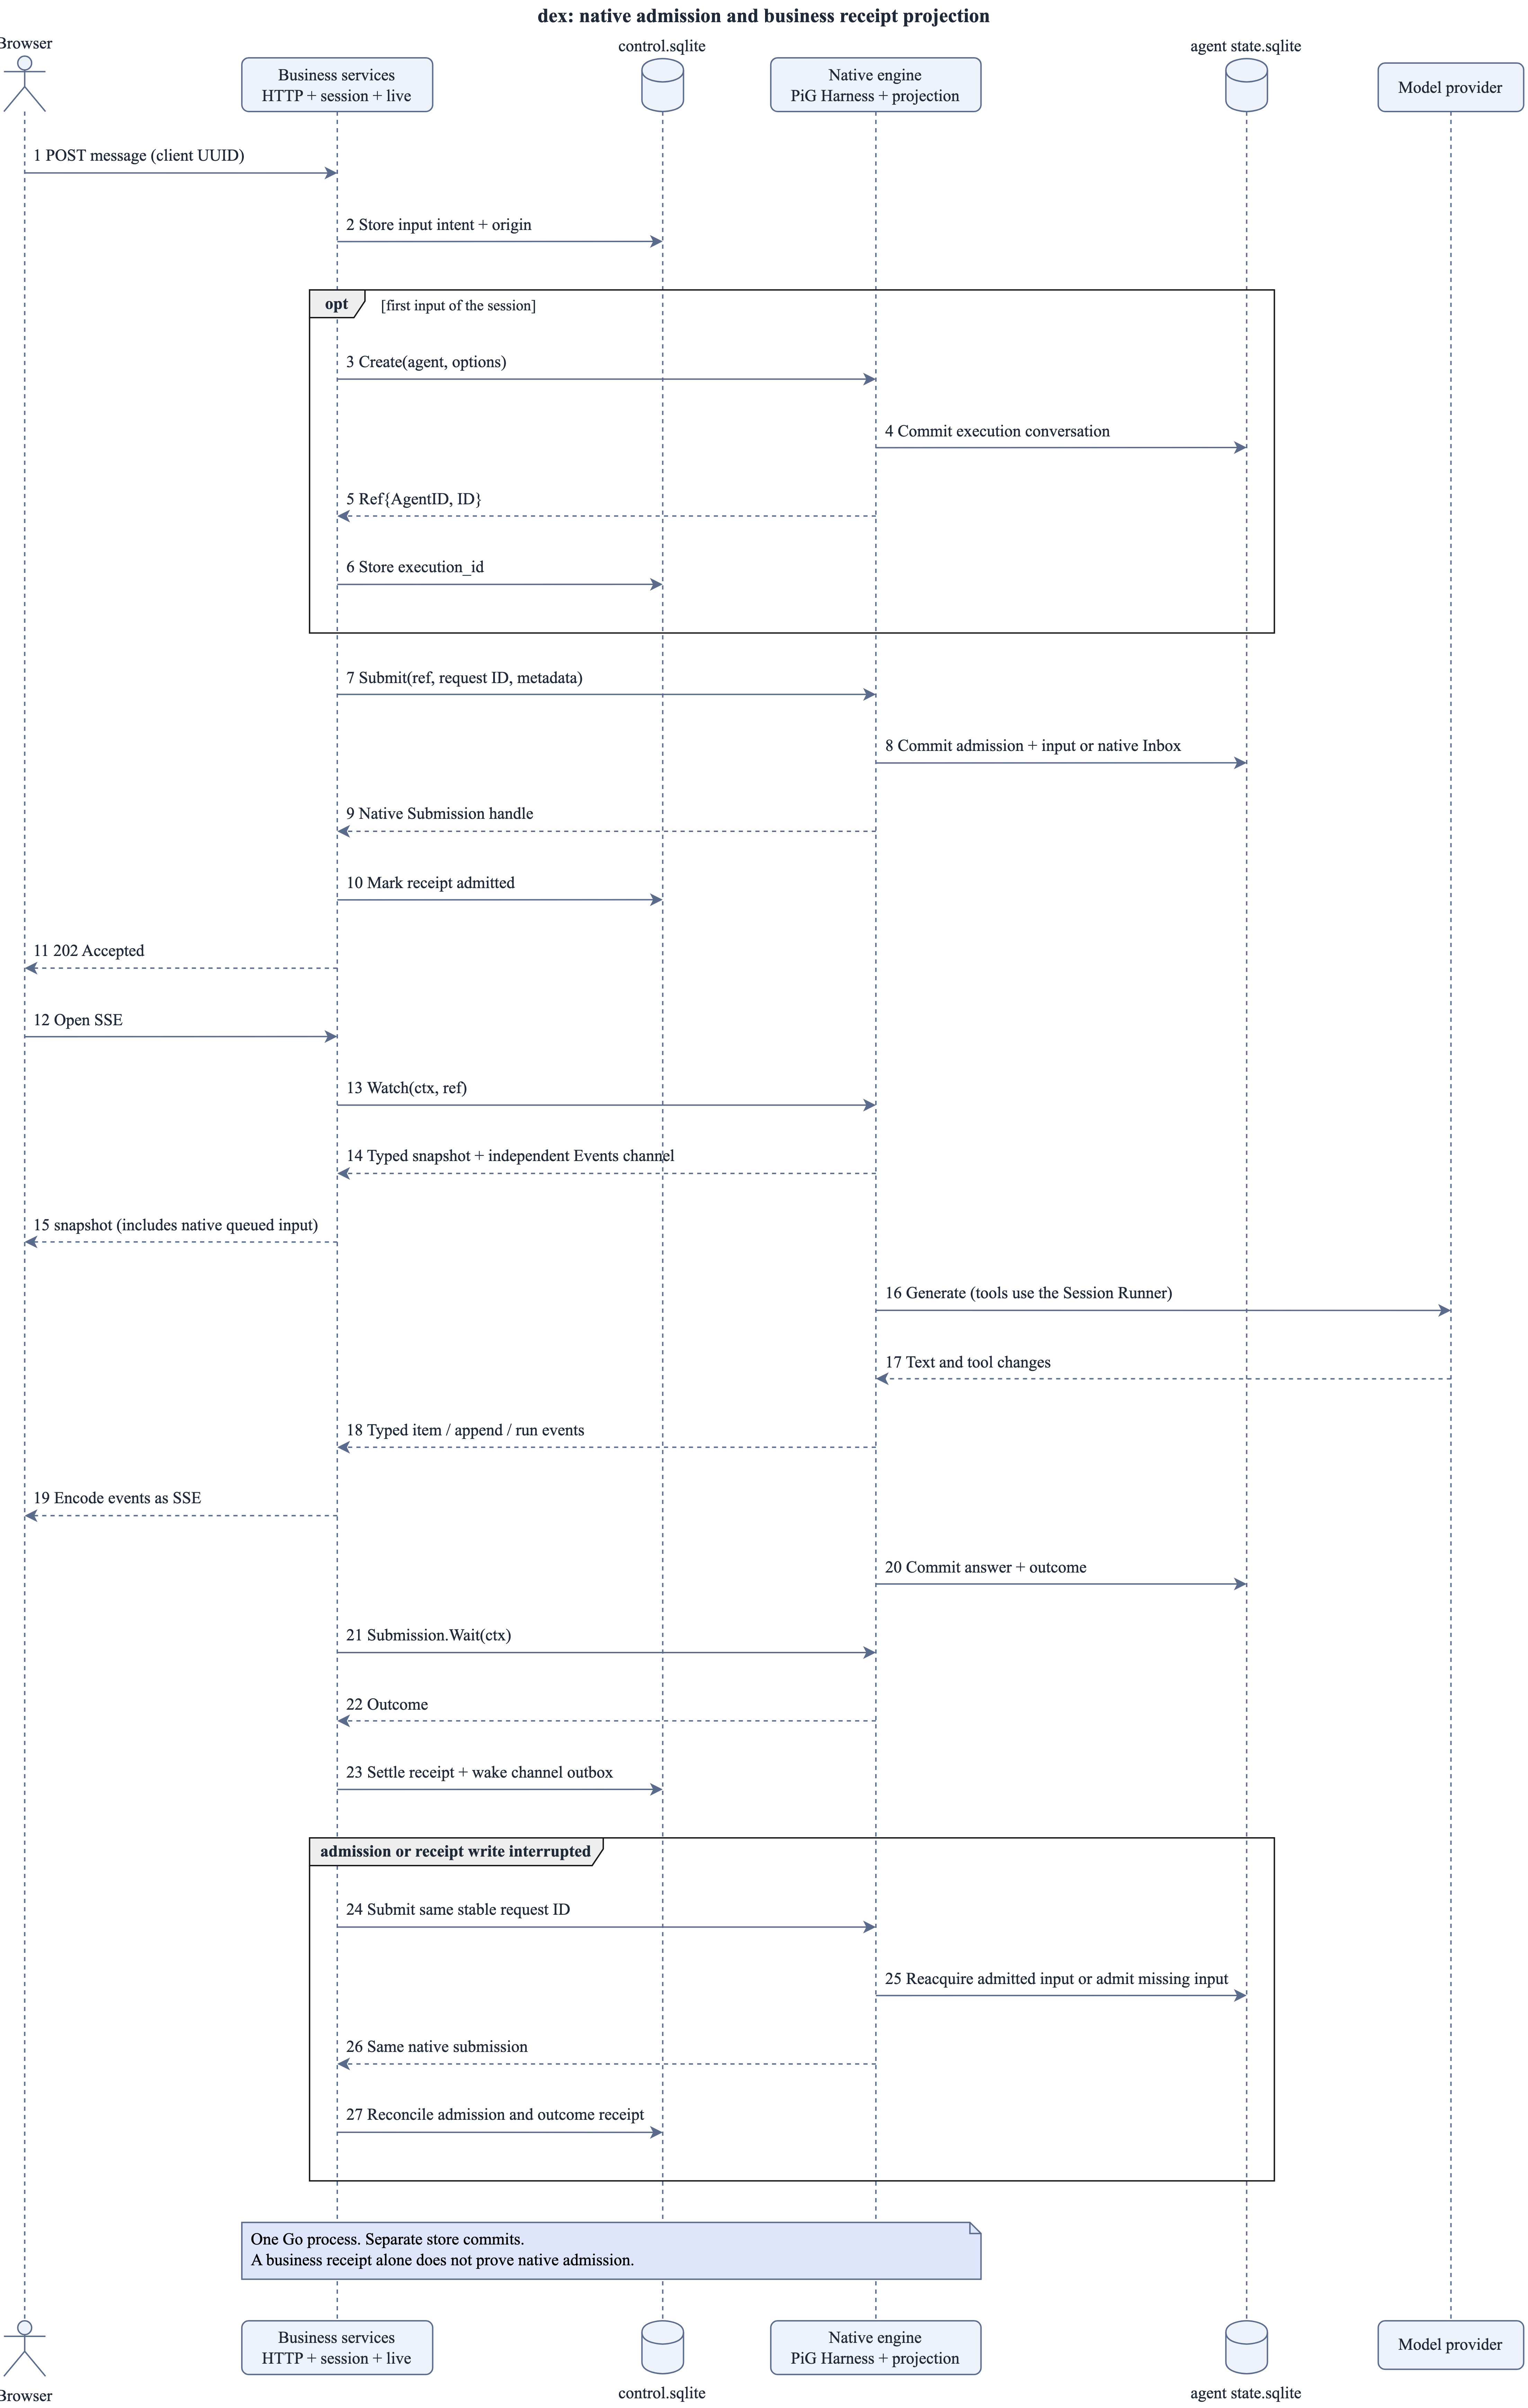 dex: native admission and business receipt projection
Browser
control.sqlite
agent state.sqlite
Business services
HTTP + session + live
Native engine
PiG Harness + projection
Model provider
1 POST message (client UUID)
2 Store input intent + origin
opt
[first input of the session]
3 Create(agent, options)
4 Commit execution conversation
5 Ref{AgentID, ID}
6 Store execution_id
7 Submit(ref, request ID, metadata)
8 Commit admission + input or native Inbox
9 Native Submission handle
10 Mark receipt admitted
11 202 Accepted
12 Open SSE
13 Watch(ctx, ref)
14 Typed snapshot + independent Events channel
15 snapshot (includes native queued input)
16 Generate (tools use the Session Runner)
17 Text and tool changes
18 Typed item / append / run events
19 Encode events as SSE
20 Commit answer + outcome
21 Submission.Wait(ctx)
22 Outcome
23 Settle receipt + wake channel outbox
admission or receipt write interrupted
24 Submit same stable request ID
25 Reacquire admitted input or admit missing input
26 Same native submission
27 Reconcile admission and outcome receipt
One Go process. Separate store commits.
A business receipt alone does not prove native admission.
Business services
HTTP + session + live
Native engine
PiG Harness + projection
Model provider
Browser
control.sqlite
agent state.sqlite